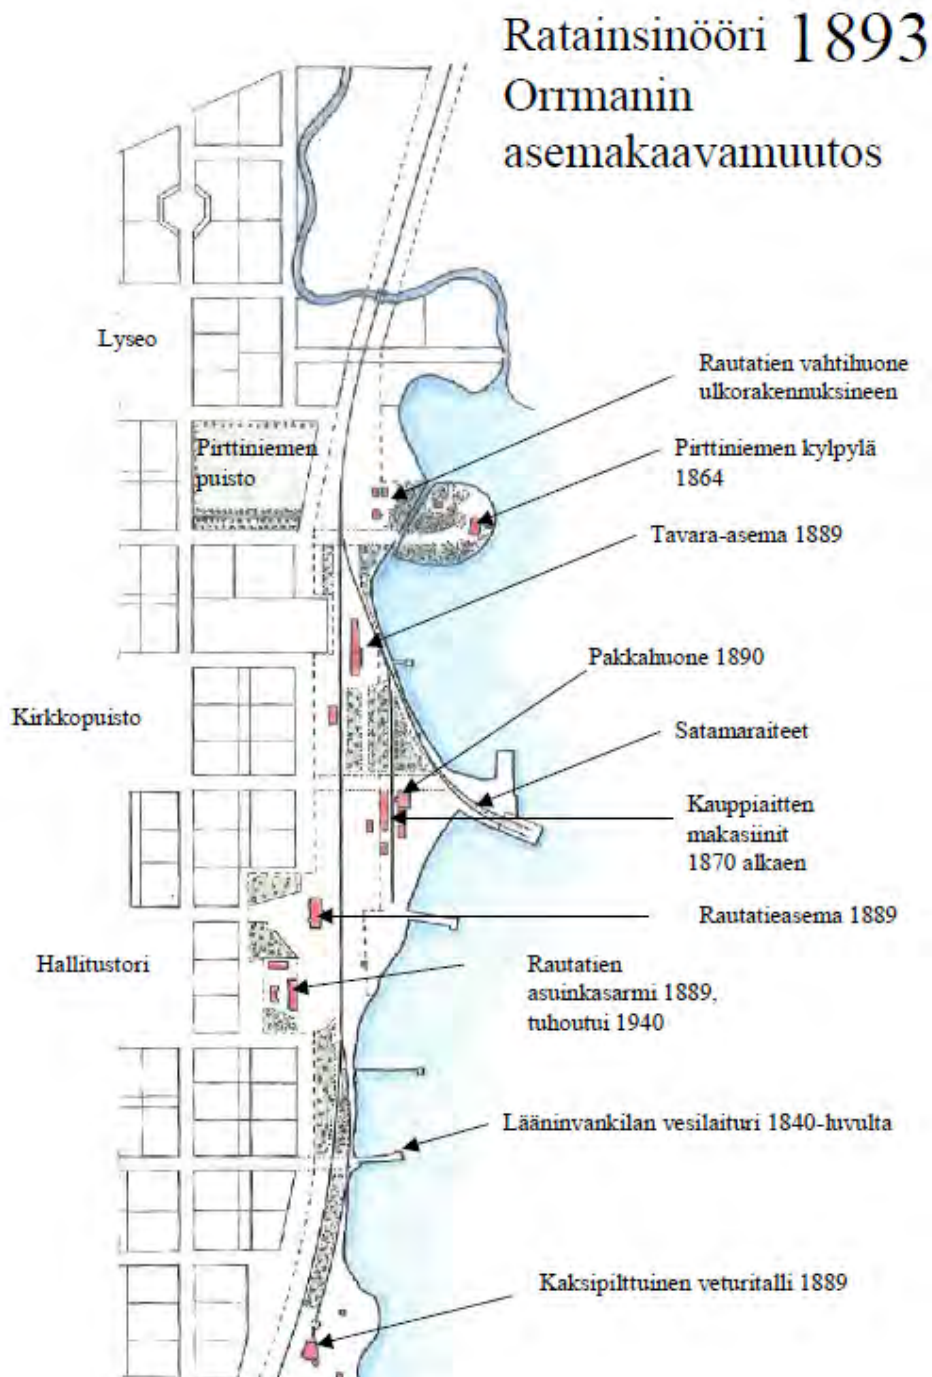 Ratainsinööri 1893
Orrmanin
asemakaavamuutos
Lyseo
Rautatien vahtihuone
ulkorakennuksineen
Pirttiniemen
puisto
Pirttiniemen kylpylä
1864
Tavara-asema 1889
Pakkahuone 1890
Kirkkopuisto
Satamaraiteet
Kauppiaitten
makasiinit
1870 alkaen
Rautatieasema 1889
Hallitustori
Rautatien
asuinkasarmi 1889,
tuhoutui 1940
Lääninvankilan vesilaituri 1840-luvulta
Kaksipilttuinen veturitalli 1889